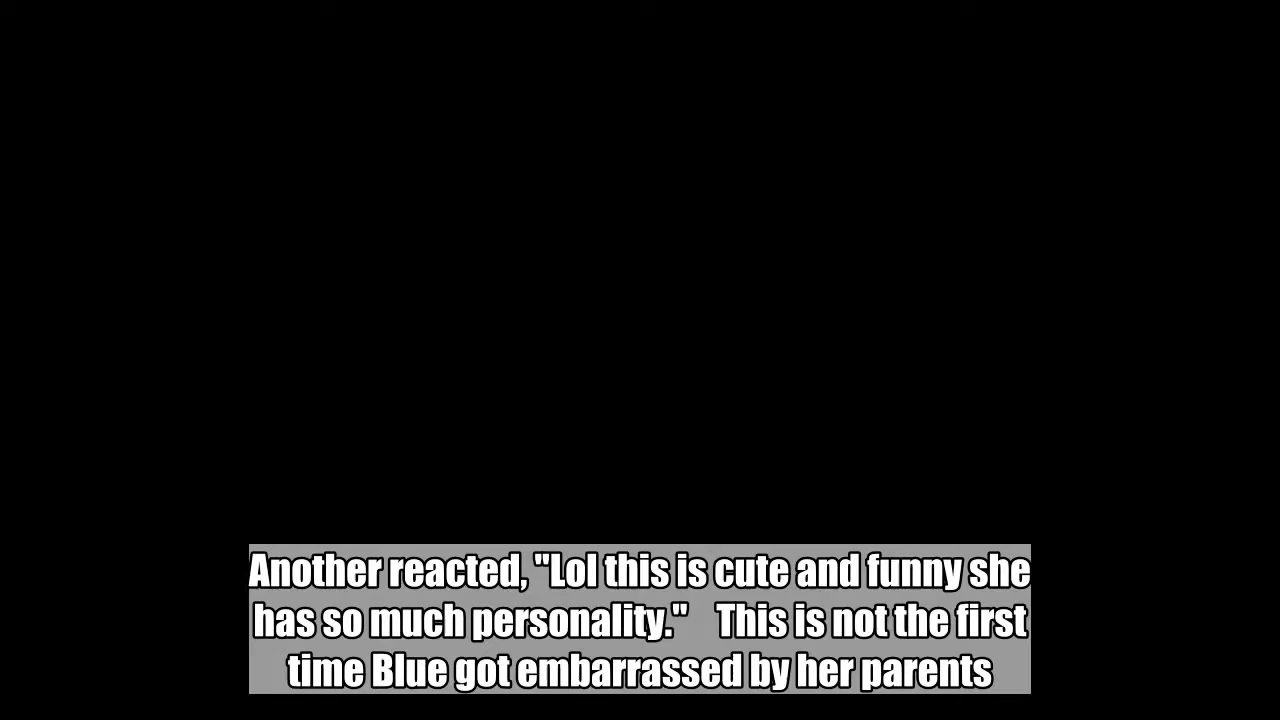 Another reacted, "Lol this is cute and funny she
has so much personality."    This is not the first
time Blue got embarrassed by her parents